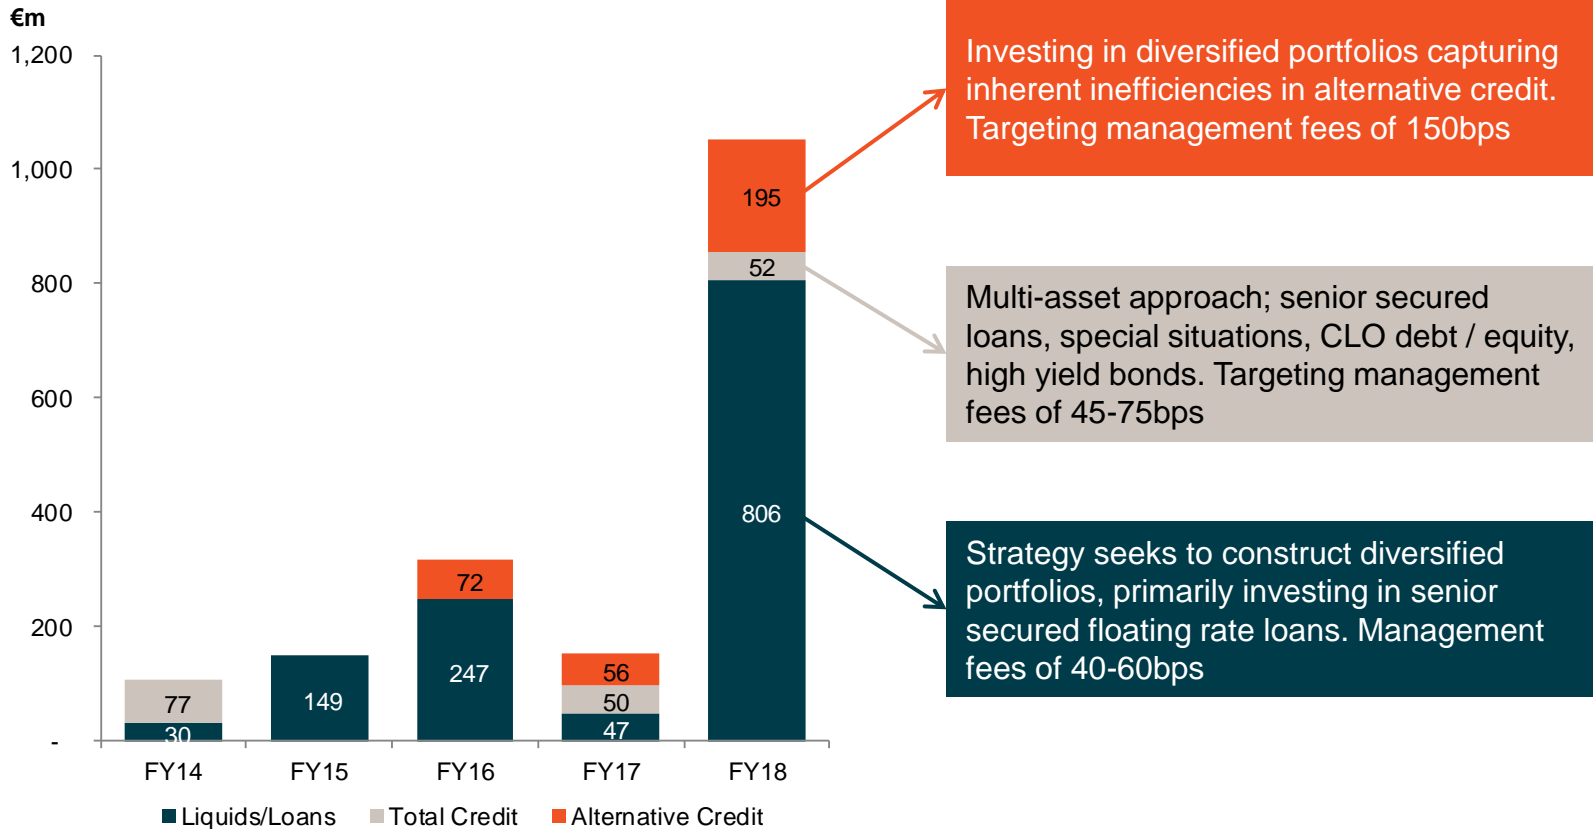 €m
1,200
1,000
800
600
400
200
-
77
30
149
72
247
56
50
47
195
52
806
FY14 FY15 FY16 FY17 FY18
Liquids/Loans Total Credit Alternative Credit
Investing in diversified portfolios capturing
inherent inefficiencies in alternative credit.
Targeting management fees of 150bps
Multi-asset approach; senior secured
loans, special situations, CLO debt / equity,
high yield bonds. Targeting management
fees of 45-75bps
Strategy seeks to construct diversified
portfolios, primarily investing in senior
secured floating rate loans. Management
fees of 40-60bps